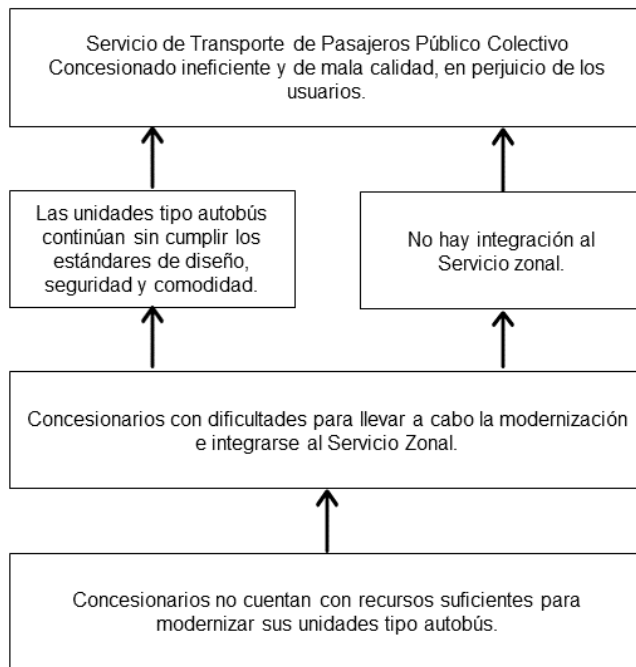 Servicio de Transporte de Pasajeros Público Colectivo
Concesionado ineficiente y de mala calidad, en perjuicio de los
usuarios.
Las unidades tipo autobús
continúan sin cumplir los
estándares de diseño,
seguridad y comodidad.
No hay integración al
Servicio zonal.
Concesionarios con dificultades para llevar a cabo la modernización
e integrarse al Servicio Zonal.
Concesionarios no cuentan con recursos suficientes para
modernizar sus unidades tipo autobús.